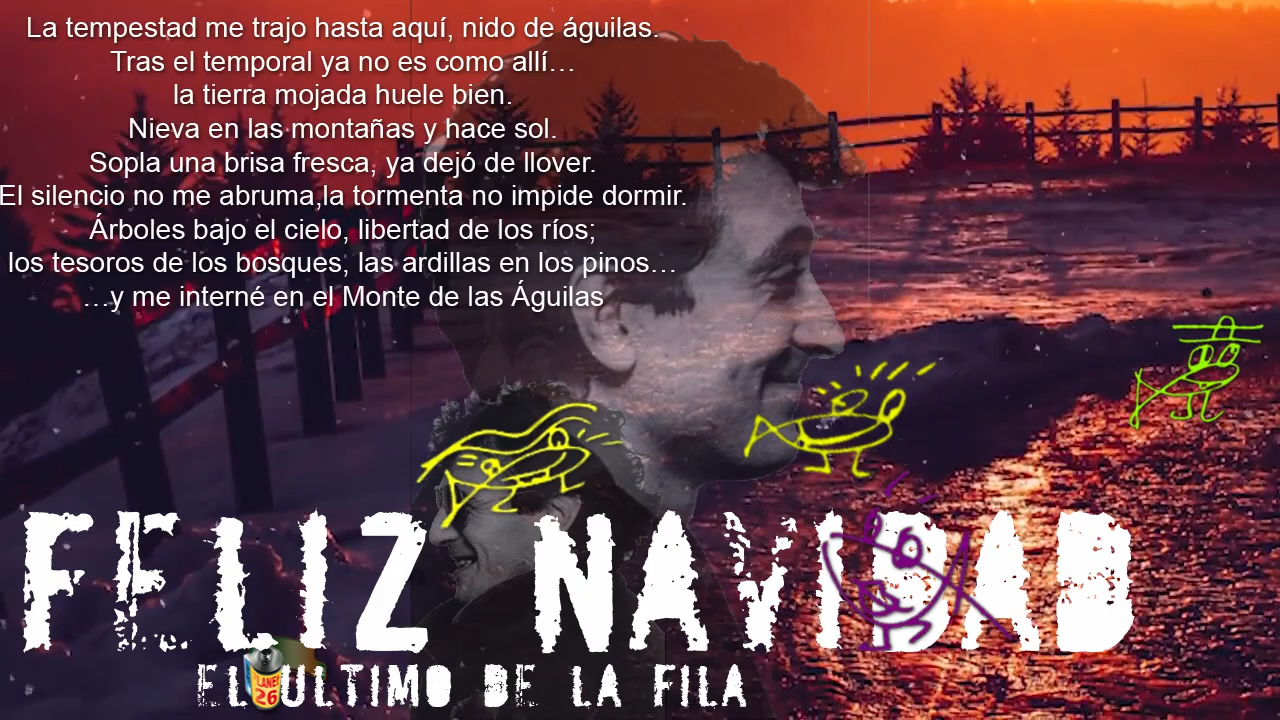 La tempestad me trajo hasta aquí, nido de águilas.
Tras el temporal ya no es como allí…
la tierra mojada huele bien.
Nieva en las montañas y hace sol.
Sopla una brisa fresca, ya dejó de llover.
El silencio no me abruma,la tormenta no impide dormir.
Árboles bajo el cielo, libertad de los ríos;
los tesoros de los bosques, las ardillas en los pinos…
…y me interné en el Monte de las Águilas
FELIZ NAVIDAD
EL ULTIMO DE LA FILA
26